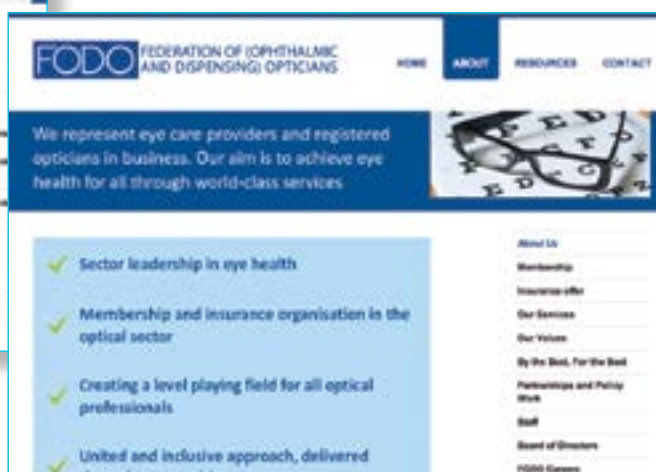 FODO FEDERATION OF (OPHTHALMIC
AND DISPENSING) OPTICIANS
HOME ABOUT RESOURCES CONTACT
We represent eye care providers and registered
opticians in business. Our aim is to achieve eye
health for all through world-class services
Sector leadership in eye health
Membership and insurance organisation in the
optical sector
Creating a level playing field for all optical
professionals
United and inclusive approach, delivered
About Us
Membership
Insurance offer
Our Services
Our Values
By the Best, For the Best
Partnerships and Policy
Work
Staff
Board of Directors